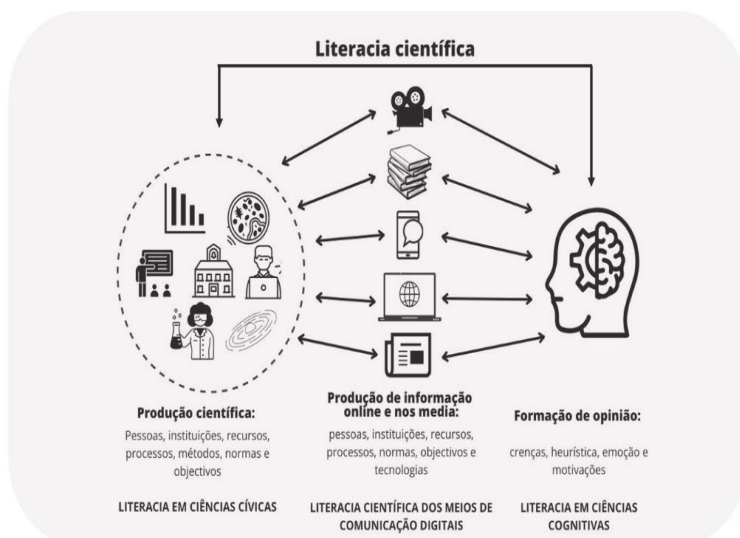 Literacia científica
Produção científica:
Pessoas, instituições, recursos,
processos, métodos, normas e
objectivos
LITERACIA EM CIÊNCIAS CÍVICAS
Produção de informação
online e nos media:
pessoas, instituições, recursos,
processos, normas, objectivos e
tecnologias
LITERACIA CIENTÍFICA DOS MEIOS DE
COMUNICAÇÃO DIGITAIS
Formação de opinião:
crenças, heurística, emoção e
motivações
LITERACIA EM CIÊNCIAS
COGNITIVAS